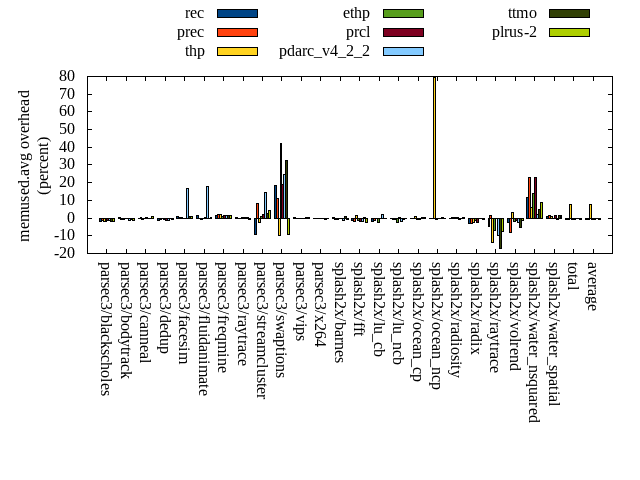 rec
prec
thp
ethp
prcl
pdarc_v4_2_2
ttmo
plrus-2
memused.avg overhead
(percent)
80
70
60
50
40
30
20
10
0
-10
-20
parsec3/blackscholes
parsec3/bodytrack
parsec3/canneal
parsec3/dedup
parsec3/facesim
parsec3/fluidanimate
parsec3/freqmine
parsec3/raytrace
parsec3/streamcluster
parsec3/swaptions
parsec3/vips
parsec3/x264
splash2x/barnes
splash2x/fft
splash2x/lu_cb
splash2x/lu_ncb
splash2x/ocean_cp
splash2x/ocean_ncp
splash2x/radiosity
splash2x/radix
splash2x/raytrace
splash2x/volrend
splash2x/water_nsquared
splash2x/water_spatial
total
average